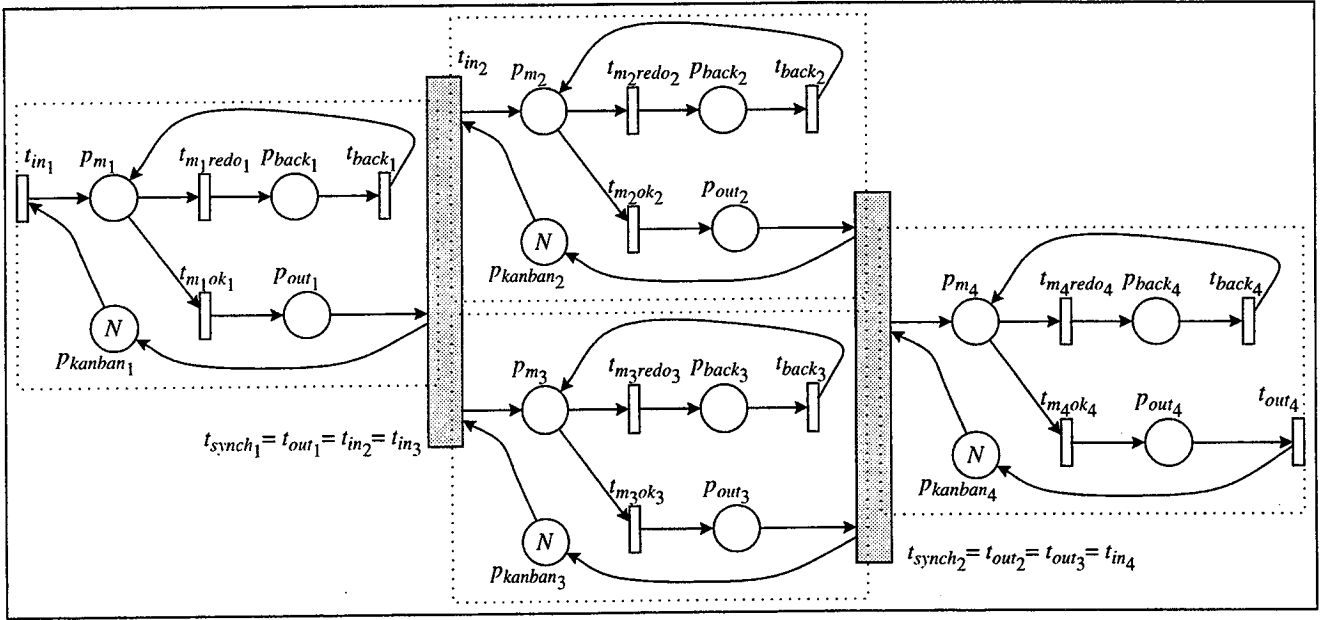 t_in2 p_m2 t_m2redo2 p_back2 t_back2
t_in1 p_m1 t_m1redo1 p_back1 t_back1
t_m2ok2 p_out2
N
p_kanban2
t_m1ok1 p_out1
N
p_kanban1
p_m4 t_m4redo4 p_back4 t_back4
p_m3 t_m3redo3 p_back3 t_back3
t_m4ok4 p_out4 t_out4
t_synch1 = t_out1 = t_in2 = t_in3
N
p_kanban4
t_m3ok3 p_out3
N
p_kanban3
t_synch2 = t_out2 = t_out3 = t_in4